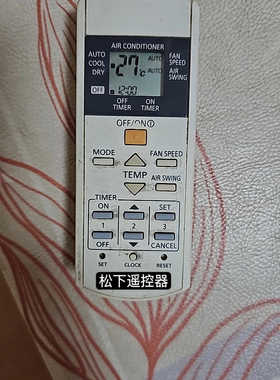 AIR CONDITIONER
AUTO
COOL
DRY
27°C
AUTO
AUTO
FAN
SPEED
AIR
SWING
OFF
12:00
OFF
TIMER
ON
TIMER
OFF/ON
MODE
FAN SPEED
TEMP
AIR SWING
TIMER
ON
SET
1
2
3
OFF
CANCEL
SET
CLOCK
RESET
松下遥控器